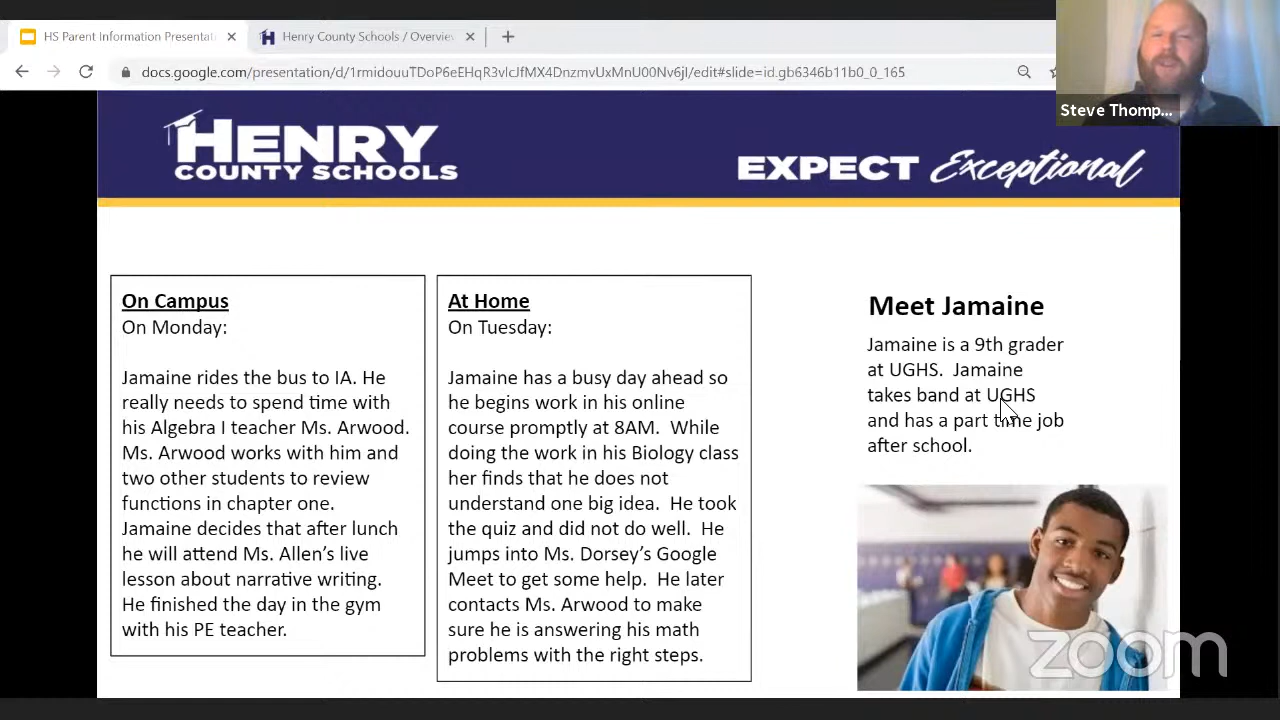 HS Parent Information Presentat
Henry County Schools / Overvie
docs.google.com/presentation/d/1rmidouuTDoP6eEHqR3vlcJfMX4DnzmvUxMnU00Nv6jI/edit#slide=id.gb6346b11b0_0_165
Steve Thomp...
HENRY
COUNTY SCHOOLS
EXPECT Exceptional
On Campus
On Monday:
Jamaine rides the bus to IA. He
really needs to spend time with
his Algebra I teacher Ms. Arwood.
Ms. Arwood works with him and
two other students to review
functions in chapter one.
Jamaine decides that after lunch
he will attend Ms. Allen’s live
lesson about narrative writing.
He finished the day in the gym
with his PE teacher.
At Home
On Tuesday:
Jamaine has a busy day ahead so
he begins work in his online
course promptly at 8AM. While
doing the work in his Biology class
her finds that he does not
understand one big idea. He took
the quiz and did not do well. He
jumps into Ms. Dorsey’s Google
Meet to get some help. He later
contacts Ms. Arwood to make
sure he is answering his math
problems with the right steps.
Meet Jamaine
Jamaine is a 9th grader
at UGHS. Jamaine
takes band at UGHS
and has a part time job
after school.
zoom